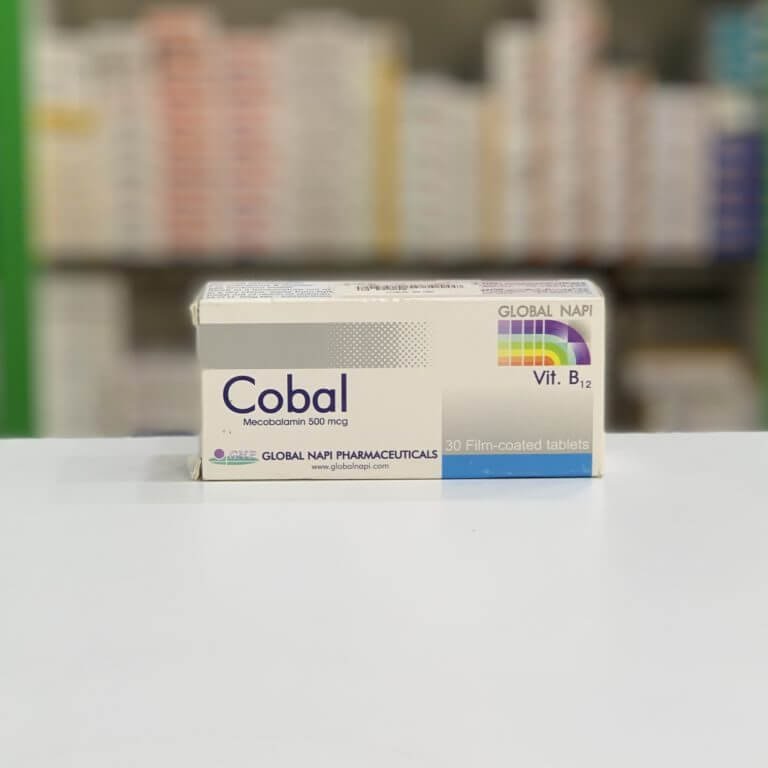 GLOBAL NAPI
Vit. B12
Cobal
Mecobalamin 500 mcg
30 Film-coated tablets
GLOBAL NAPI PHARMACEUTICALS
www.globalnapi.com